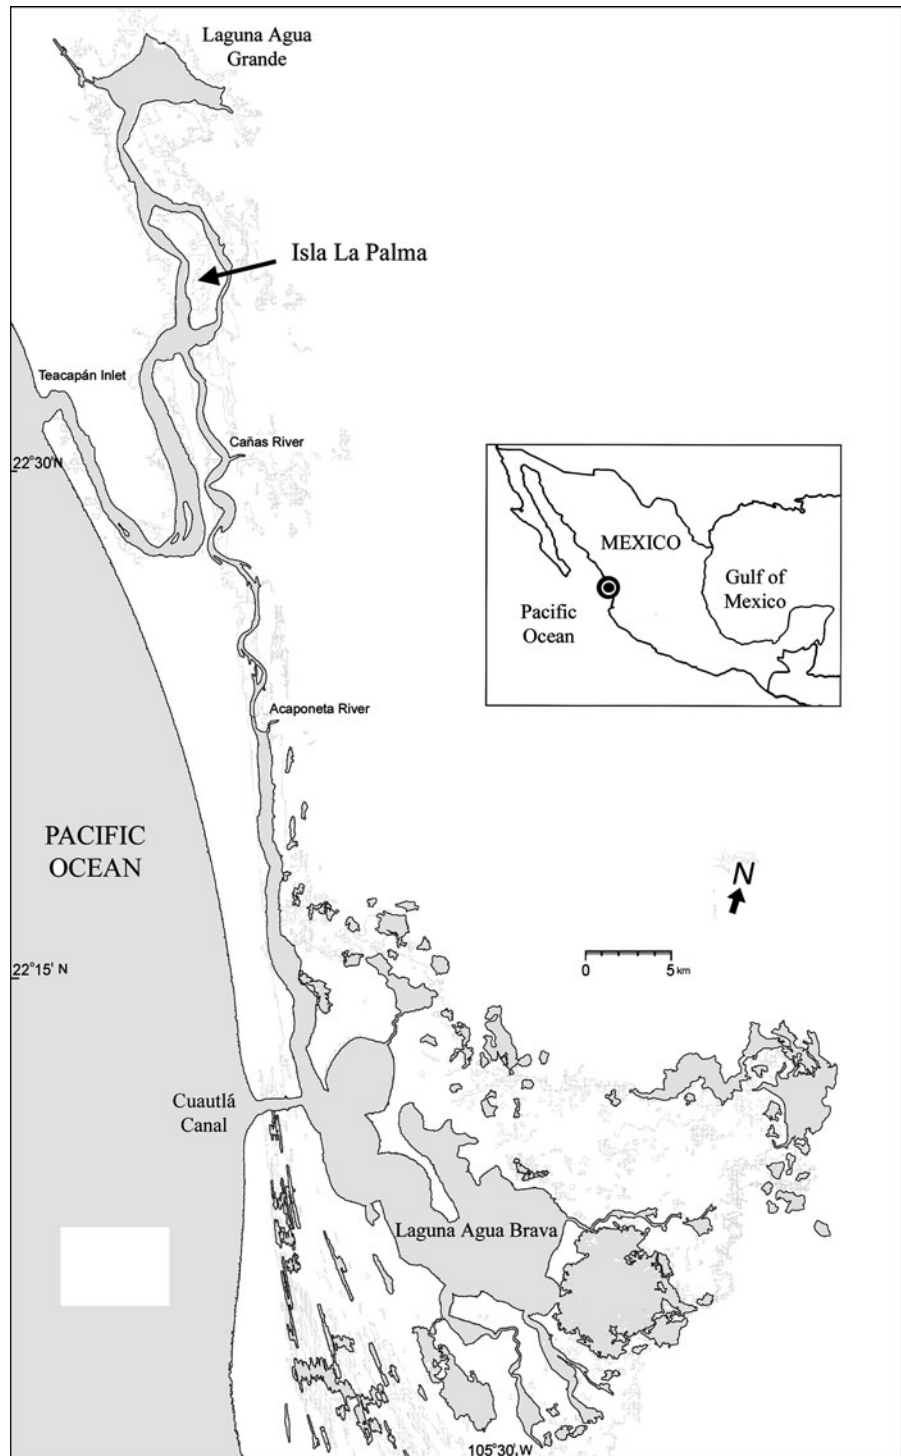 Laguna Agua
Grande
Isla La Palma
Teacapán Inlet
Cañas River
22°30'N
MEXICO
Gulf of
Mexico
Pacific
Ocean
Acaponeta River
PACIFIC
OCEAN
N
22°15' N
0 5 km
Cuautlá
Canal
Laguna Agua Brava
105°30, W